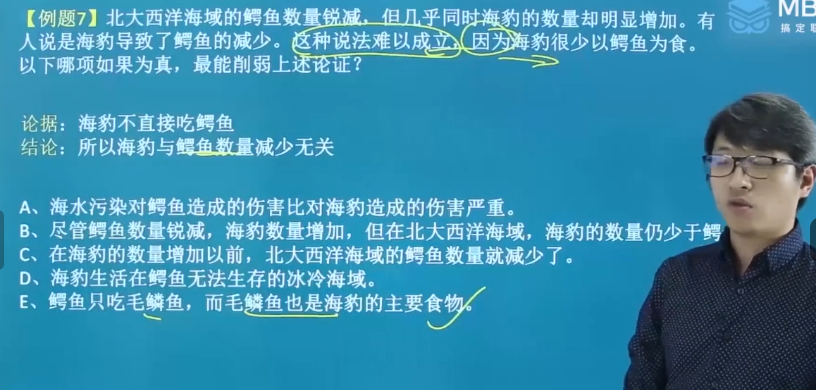 【例题7】北大西洋海域的鳄鱼数量锐减，但几乎同时海豹的数量却明显增加。有
人说是海豹导致了鳄鱼的减少。这种说法难以成立，因为海豹很少以鳄鱼为食。
以下哪项如果为真，最能削弱上述论证？
论据：海豹不直接吃鳄鱼
结论：所以海豹与鳄鱼数量减少无关
A、海水污染对鳄鱼造成的伤害比对海豹造成的伤害严重。
B、尽管鳄鱼数量锐减，海豹数量增加，但在北大西洋海域，海豹的数量仍少于鳄
C、在海豹的数量增加以前，北大西洋海域的鳄鱼数量就减少了。
D、海豹生活在鳄鱼无法生存的冰冷海域。
E、鳄鱼只吃毛鳞鱼，而毛鳞鱼也是海豹的主要食物。
MB
搞定